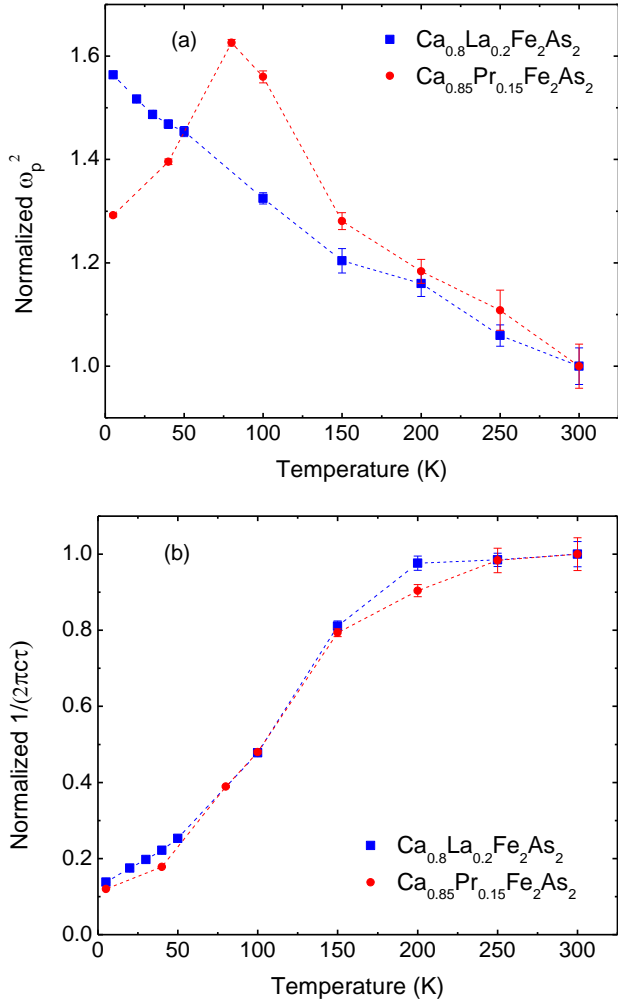 (a)
Ca0.8La0.2Fe2As2
Ca0.85Pr0.15Fe2As2
Normalized ωp2
1.6
1.4
1.2
1.0
0 50 100 150 200 250 300
Temperature (K)
(b)
Normalized 1/(2πcτ)
1.0
0.8
0.6
0.4
0.2
0.0
Ca0.8La0.2Fe2As2
Ca0.85Pr0.15Fe2As2
0 50 100 150 200 250 300
Temperature (K)